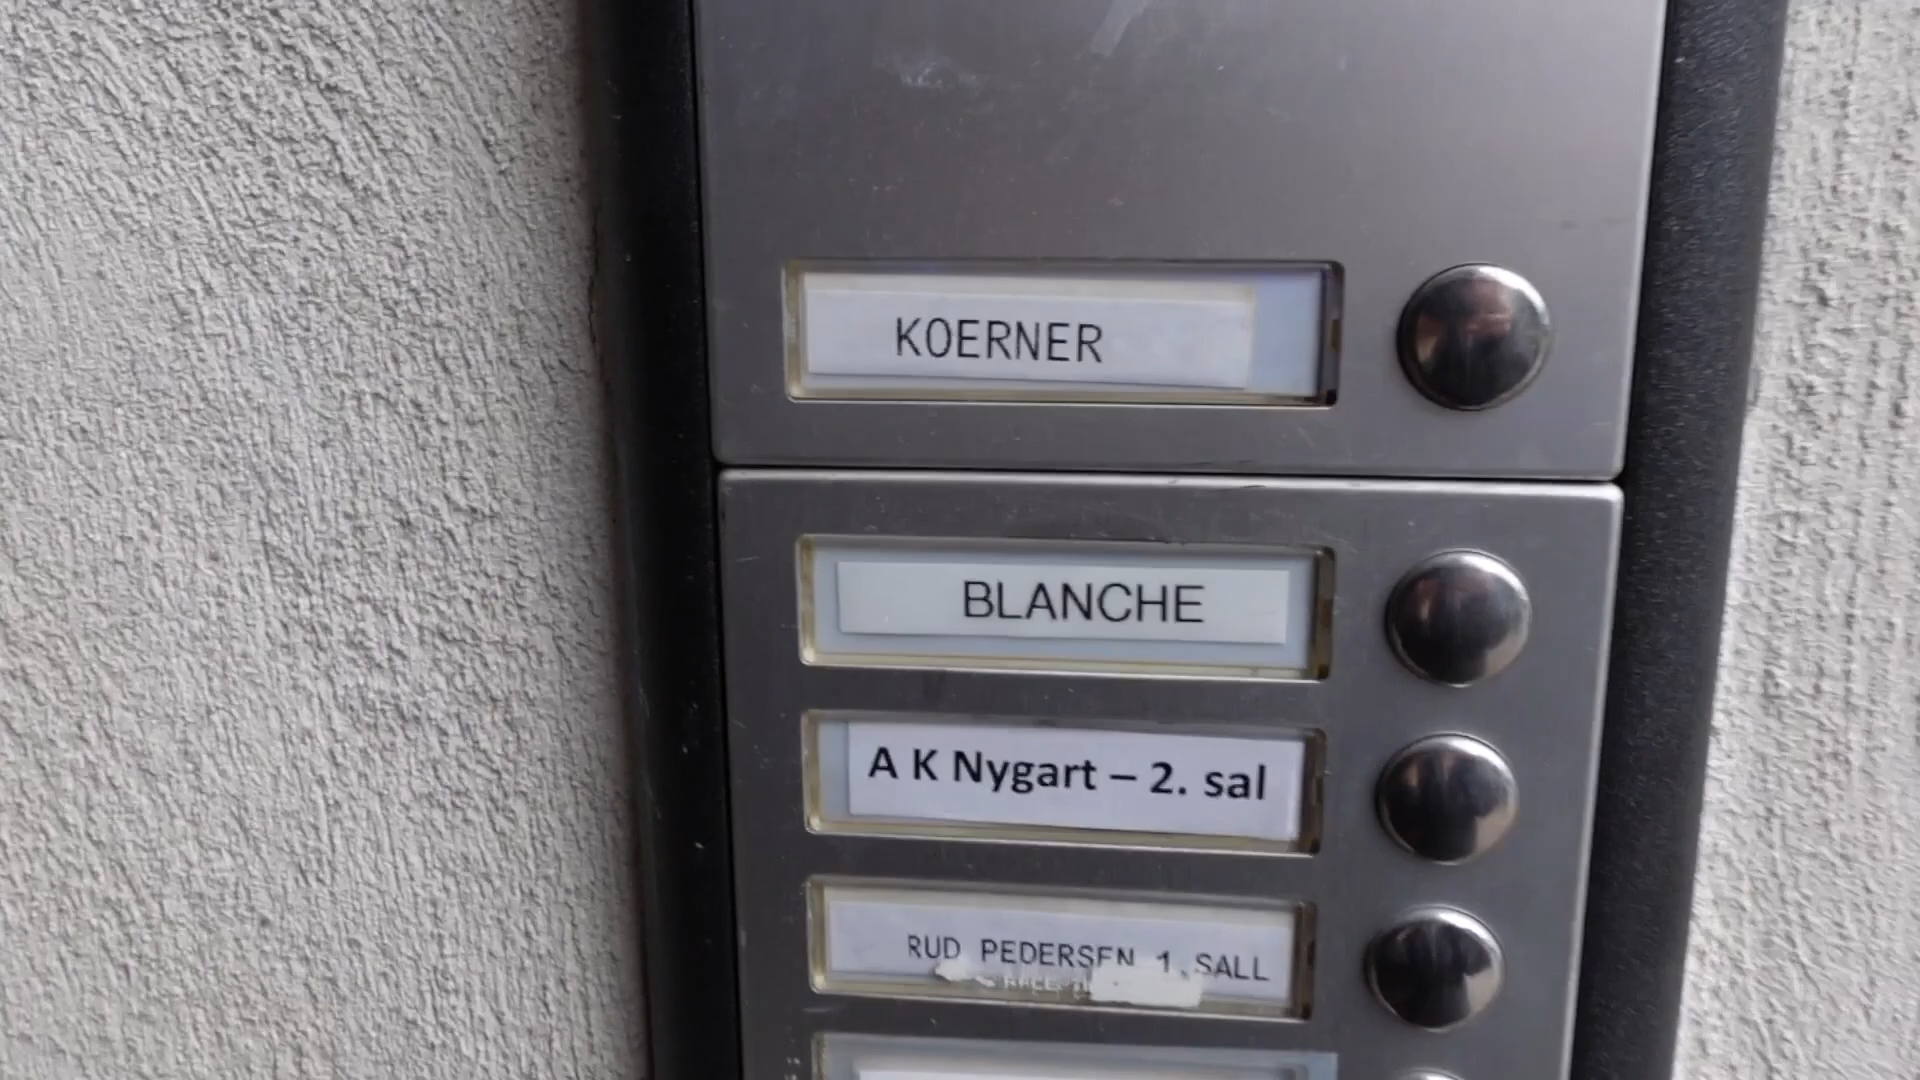 KOERNER
BLANCHE
A K Nygart – 2. sal
RUD PEDERSEN 1.SALL